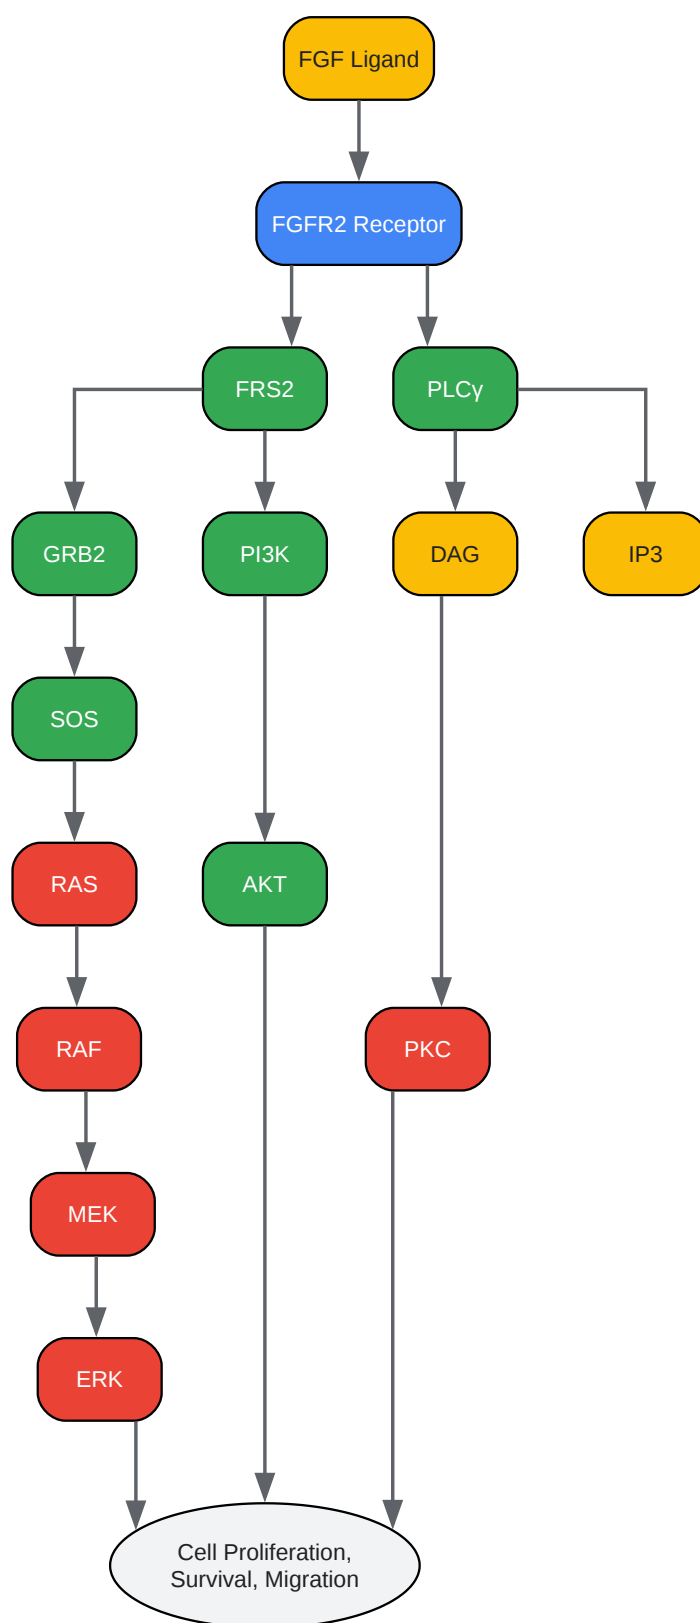 FGF Ligand
FGFR2 Receptor
FRS2
PLCγ
GRB2
PI3K
DAG
IP3
SOS
RAS
AKT
RAF
PKC
MEK
ERK
Cell Proliferation,
Survival, Migration